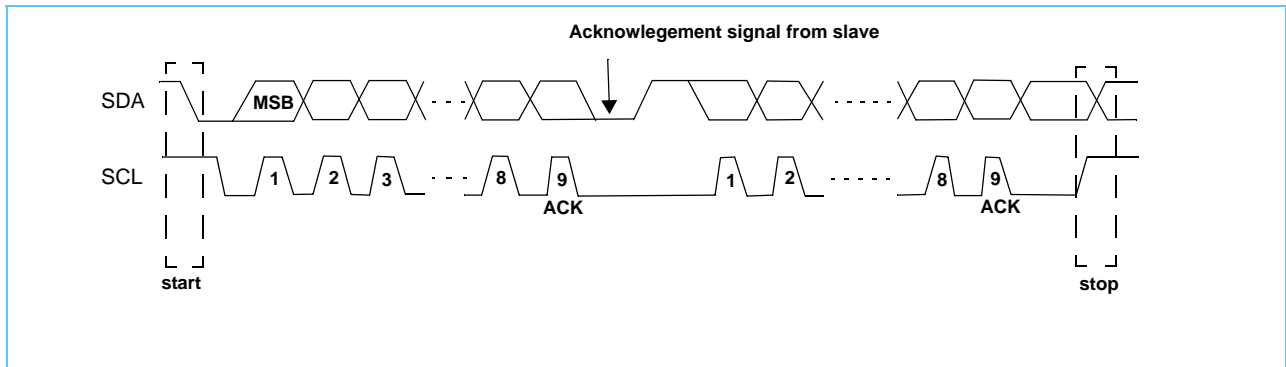 Acknowlegement signal from slave
SDA MSB
SCL 1 2 3 8 9 1 2 8 9
ACK ACK
start stop